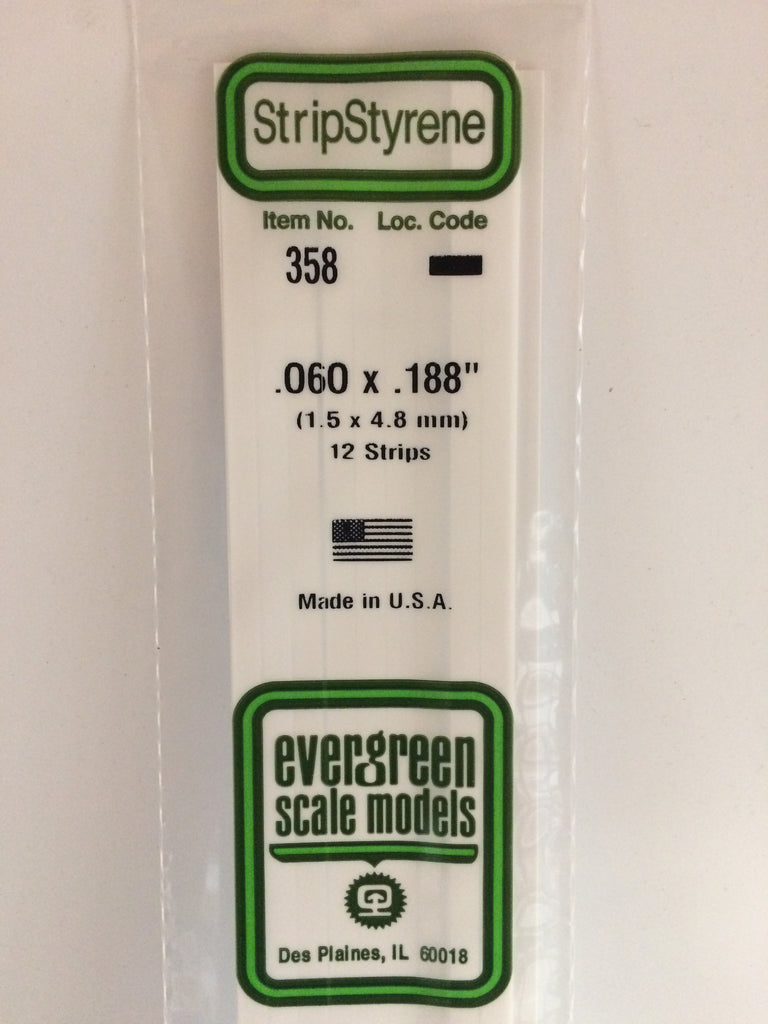 StripStyrene
Item No. Loc. Code
358
.060 x .188"
(1.5 x 4.8 mm)
12 Strips
Made in U.S.A.
evergreen
scale models
Des Plaines, IL 60018